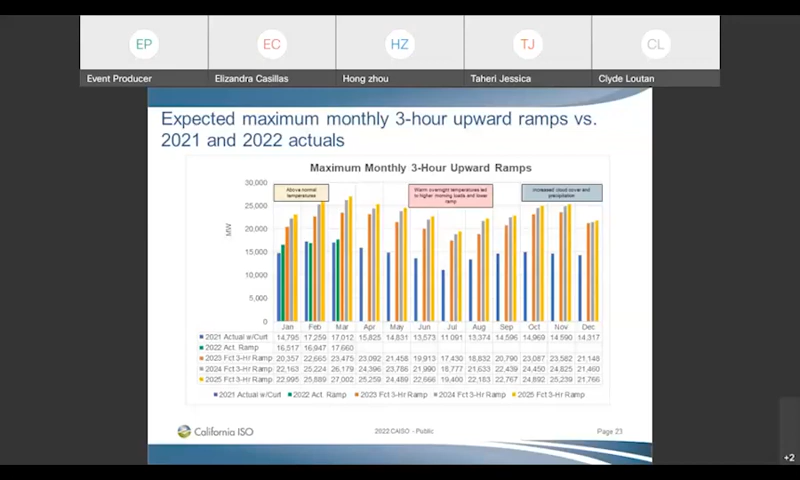 EP
EC
HZ
TJ
CL
Event Producer
Elizandra Casillas
Hong zhou
Taheri Jessica
Clyde Loutan
Expected maximum monthly 3-hour upward ramps vs.
2021 and 2022 actuals
Maximum Monthly 3-Hour Upward Ramps
Above normal
temperatures
Warm overnight temperatures led
to higher morning loads and lower
ramp
Increased cloud cover and
precipitation
MW
30,000
25,000
20,000
15,000
10,000
5,000
0
Jan Feb Mar Apr May Jun Jul Aug Sep Oct Nov Dec
2021 Actual w/Curt 14,795 17,259 17,012 15,825 14,831 13,573 11,091 13,374 14,596 14,969 14,590 14,317
2022 Act. Ramp 16,517 16,947 17,660
2023 Fct 3-Hr Ramp 20,357 22,665 23,475 23,092 21,458 19,913 17,430 18,832 20,790 23,087 23,562 21,148
2024 Fct 3-Hr Ramp 22,163 25,224 26,179 24,396 23,786 21,990 18,777 21,633 22,439 24,450 24,825 21,460
2025 Fct 3-Hr Ramp 22,995 25,889 27,002 25,259 24,489 22,666 19,400 22,183 22,767 24,892 25,239 21,766
2021 Actual w/Curt 2022 Act. Ramp 2023 Fct 3-Hr Ramp 2024 Fct 3-Hr Ramp 2025 Fct 3-Hr Ramp
California ISO
2022 CAISO - Public
Page 23
+2